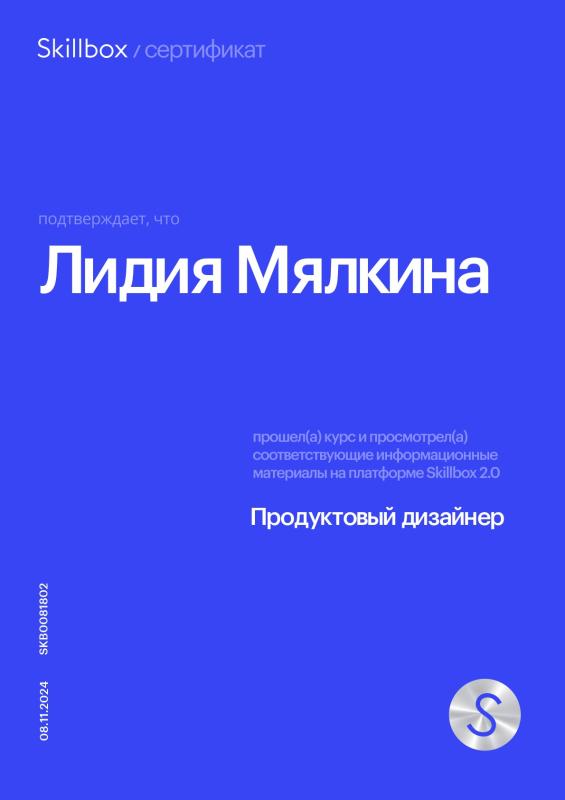 Skillbox / сертификат
подтверждает, что
Лидия Мялкина
прошел(а) курс и просмотрел(а)
соответствующие информационные
материалы на платформе Skillbox 2.0
Продуктовый дизайнер
SKB0081802
08.11.2024
S